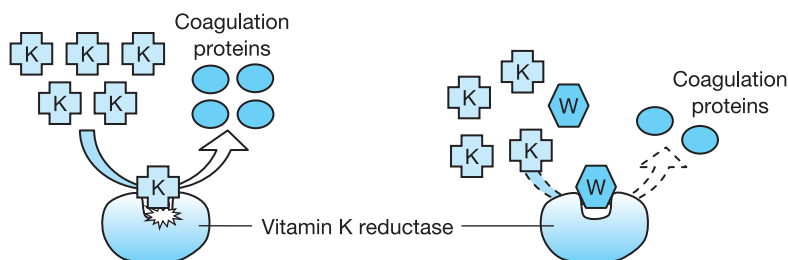 Coagulation
proteins
K K K
K K
K
Vitamin K reductase
K
K
W
K K
W
Coagulation
proteins